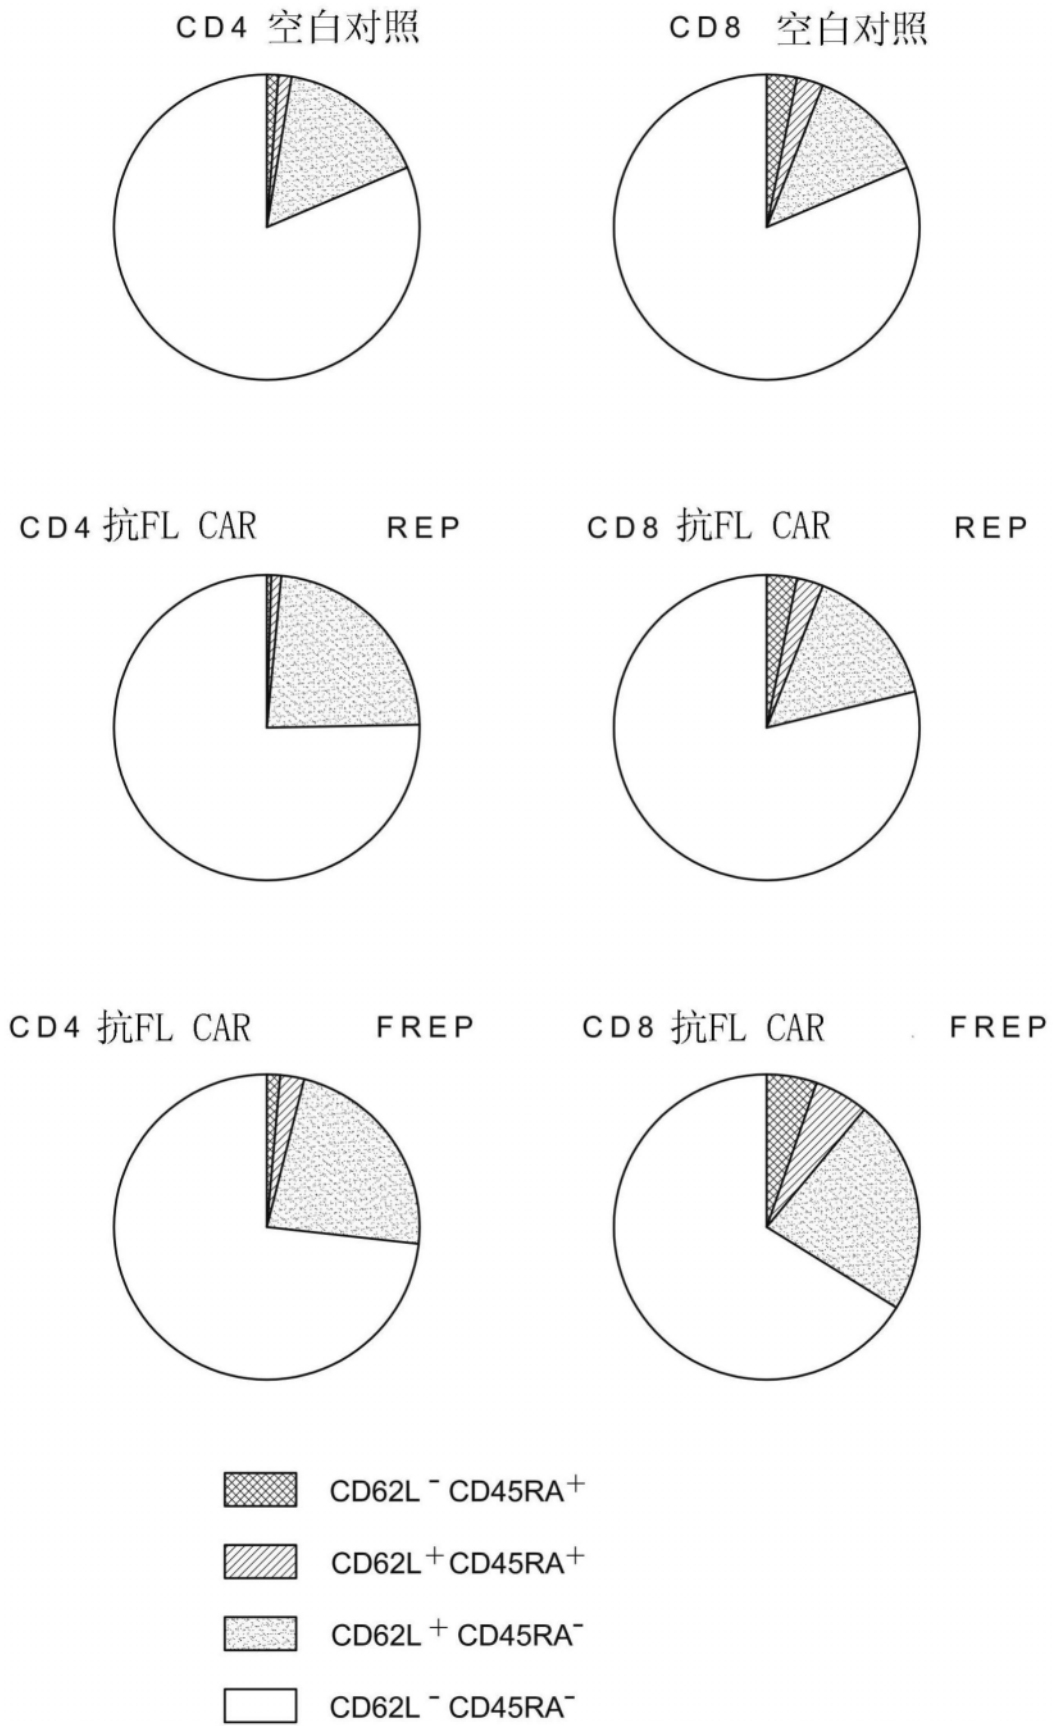 CD4 空白对照
CD8 空白对照
CD4 抗FL CAR REP
CD8 抗FL CAR REP
CD4 抗FL CAR FREP
CD8 抗FL CAR FREP
CD62L⁻ CD45RA⁺
CD62L⁺ CD45RA⁺
CD62L⁺ CD45RA⁻
CD62L⁻ CD45RA⁻